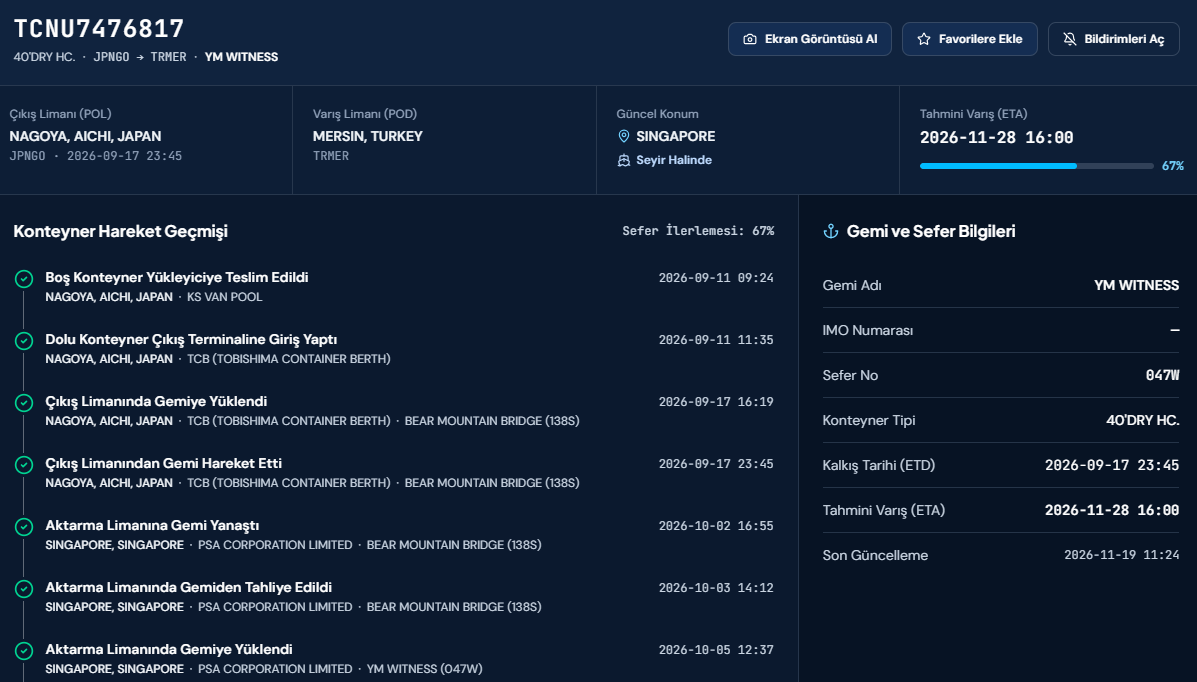 TCNU7476817
40'DRY HC. · JPNGO → TRMER · YM WITNESS
Ekran Görüntüsü Al
Favorilere Ekle
Bildirimleri Aç
Çıkış Limanı (POL)
NAGOYA, AICHI, JAPAN
JPNGO · 2026-09-17 23:45
Varış Limanı (POD)
MERSIN, TURKEY
TRMER
Güncel Konum
SINGAPORE
Seyir Halinde
Tahmini Varış (ETA)
2026-11-28 16:00
67%
Konteyner Hareket Geçmişi
Sefer İlerlemesi: 67%
Boş Konteyner Yükleyiciye Teslim Edildi 2026-09-11 09:24
NAGOYA, AICHI, JAPAN · KS VAN POOL
Dolu Konteyner Çıkış Terminaline Giriş Yaptı 2026-09-11 11:35
NAGOYA, AICHI, JAPAN · TCB (TOBISHIMA CONTAINER BERTH)
Çıkış Limanında Gemiye Yüklendi 2026-09-17 16:19
NAGOYA, AICHI, JAPAN · TCB (TOBISHIMA CONTAINER BERTH) · BEAR MOUNTAIN BRIDGE (138S)
Çıkış Limanından Gemi Hareket Etti 2026-09-17 23:45
NAGOYA, AICHI, JAPAN · TCB (TOBISHIMA CONTAINER BERTH) · BEAR MOUNTAIN BRIDGE (138S)
Aktarma Limanına Gemi Yanaştı 2026-10-02 16:55
SINGAPORE, SINGAPORE · PSA CORPORATION LIMITED · BEAR MOUNTAIN BRIDGE (138S)
Aktarma Limanında Gemiden Tahliye Edildi 2026-10-03 14:12
SINGAPORE, SINGAPORE · PSA CORPORATION LIMITED · BEAR MOUNTAIN BRIDGE (138S)
Aktarma Limanında Gemiye Yüklendi 2026-10-05 12:37
SINGAPORE, SINGAPORE · PSA CORPORATION LIMITED · YM WITNESS (047W)
Gemi ve Sefer Bilgileri
Gemi Adı YM WITNESS
IMO Numarası —
Sefer No 047W
Konteyner Tipi 40'DRY HC.
Kalkış Tarihi (ETD) 2026-09-17 23:45
Tahmini Varış (ETA) 2026-11-28 16:00
Son Güncelleme 2026-11-19 11:24